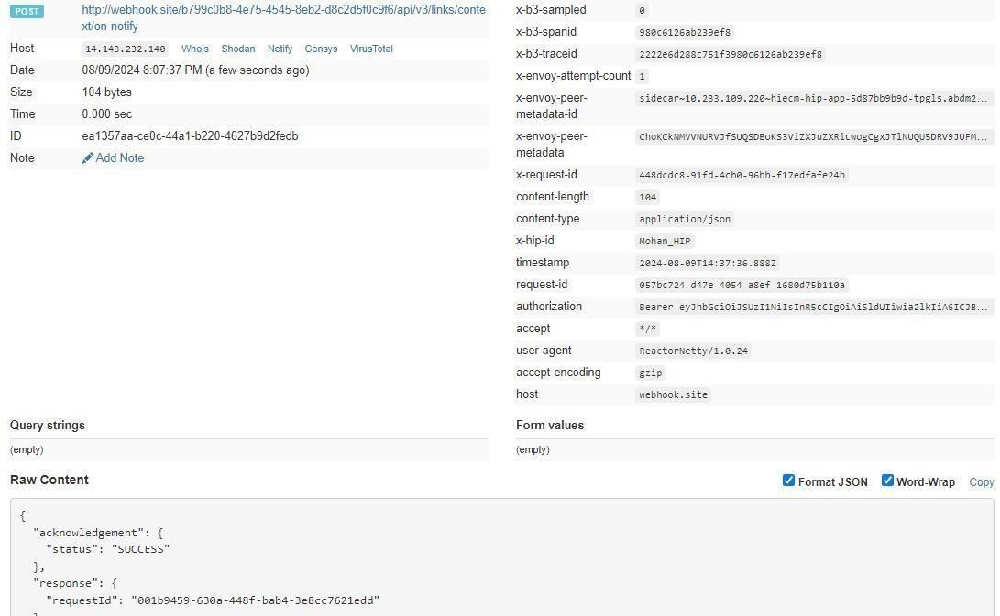 POST http://webhook.site/b799c0b8-4e75-4545-8eb2-d8c2d5f0c9f6/api/v3/links/conte
xt/on-notify
Host 14.143.232.140 Whois Shodan Netify Censys VirusTotal
Date 08/09/2024 8:07:37 PM (a few seconds ago)
Size 104 bytes
Time 0.000 sec
ID ea1357aa-ce0c-44a1-b220-4627b9d2fedb
Note Add Note
x-b3-sampled 0
x-b3-spanid 980c6126ab239ef8
x-b3-traceid 2222e6d288c751f3980c6126ab239ef8
x-envoy-attempt-count 1
x-envoy-peer-
metadata-id sidecar~10.233.109.220~hiecm-hip-app-5d87bb9b9d-tpgls.abdm2...
x-envoy-peer-
metadata ChoKCkNMVVNURVJfSUQSDBoKS3ViZXJuZXRlcwogCgxJTlNUQU5DRV9JUFM...
x-request-id 448dcdc8-91fd-4cb0-96bb-f17edfafe24b
content-length 104
content-type application/json
x-hip-id Mohan_HIP
timestamp 2024-08-09T14:37:36.888Z
request-id 057bc724-d47e-4054-a8ef-1680d75b110a
authorization Bearer eyJhbGciOiJSUzI1NiIsInR5cCIgOiAiSldUIiwia2lkIiA6ICJB...
accept */*
user-agent ReactorNetty/1.0.24
accept-encoding gzip
host webhook.site
Query strings
(empty)
Form values
(empty)
Raw Content Format JSON Word-Wrap Copy
{
"acknowledgement": {
"status": "SUCCESS"
},
"response": {
"requestId": "001b9459-630a-448f-bab4-3e8cc7621edd"